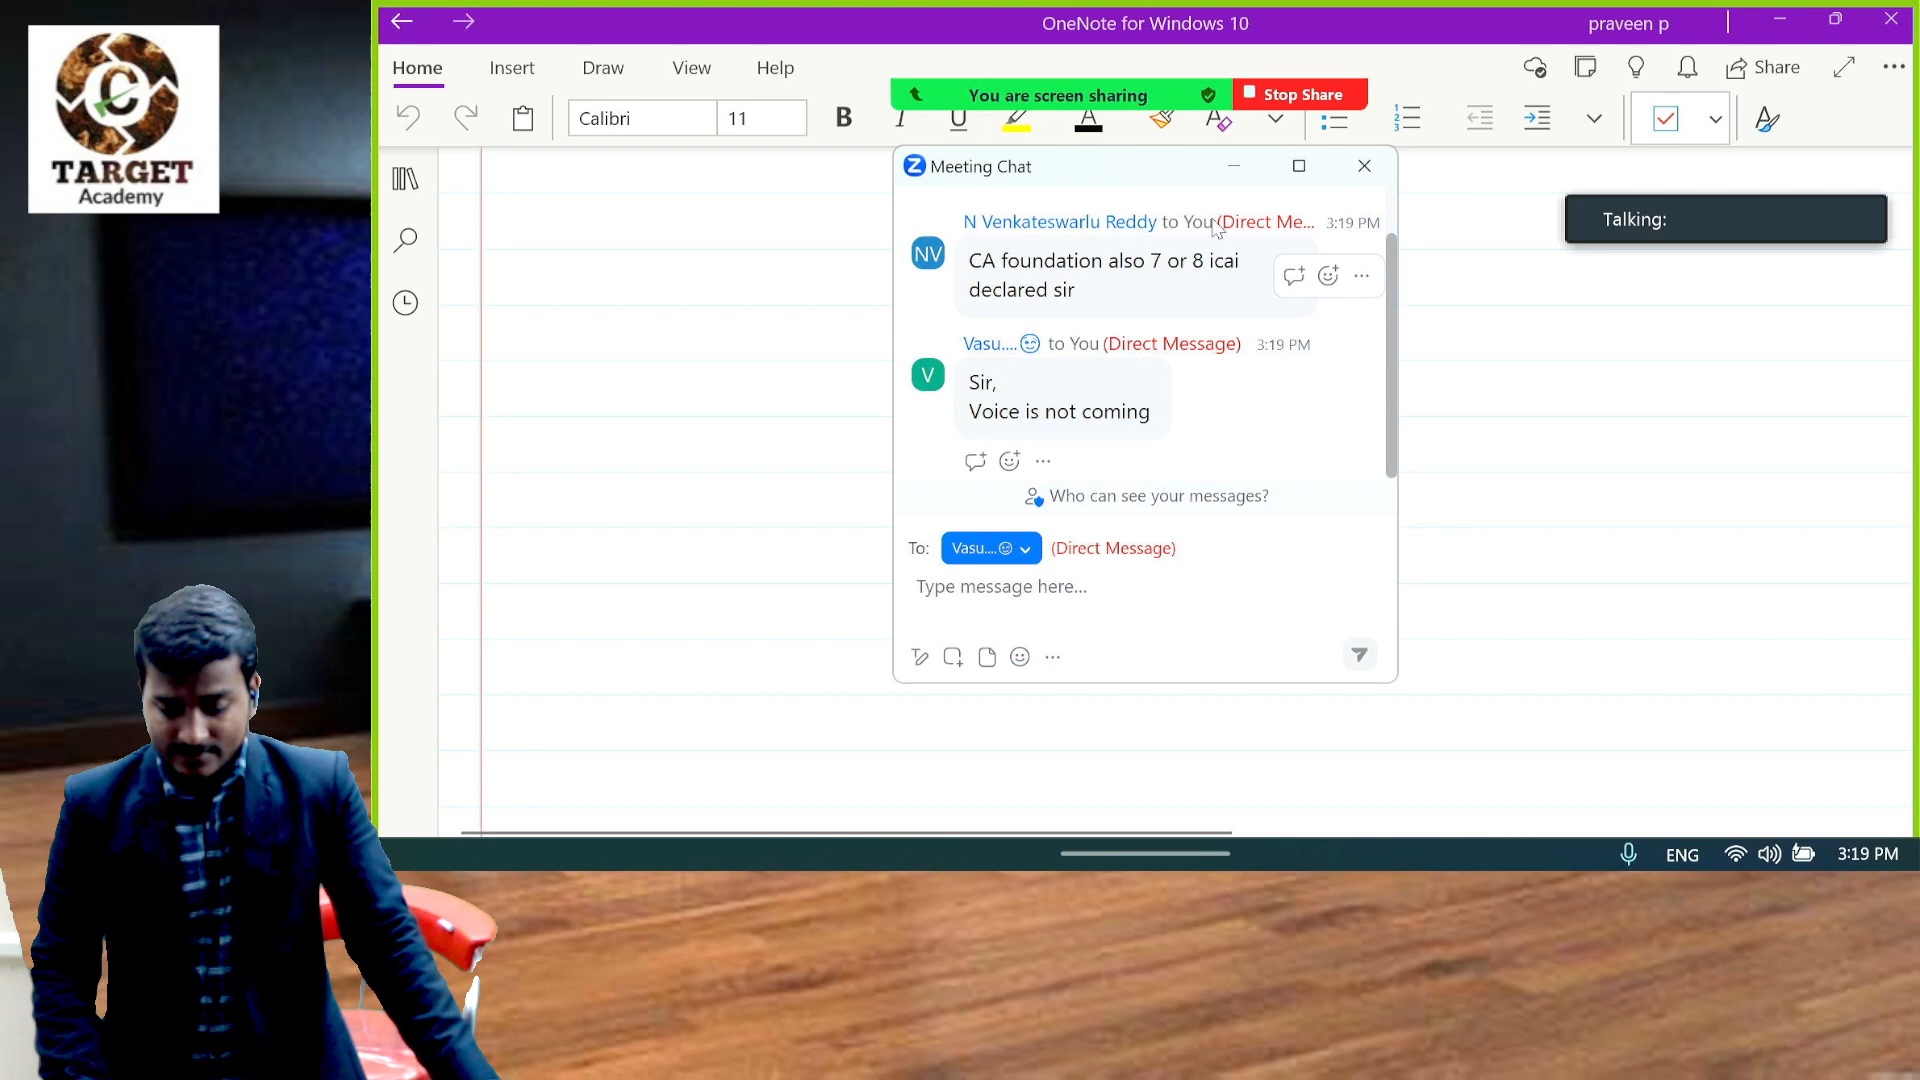 OneNote for Windows 10
praveen p
Home
Insert
Draw
View
Help
Share
You are screen sharing
Stop Share
Calibri
11
B
I
U
A
A
C
TARGET
Academy
Z Meeting Chat
Talking:
N Venkateswarlu Reddy to You (Direct Me...
3:19 PM
NV
CA foundation also 7 or 8 icai
declared sir
Vasu.... to You (Direct Message)
3:19 PM
V
Sir,
Voice is not coming
Who can see your messages?
To:
Vasu....
(Direct Message)
Type message here...
ENG
3:19 PM